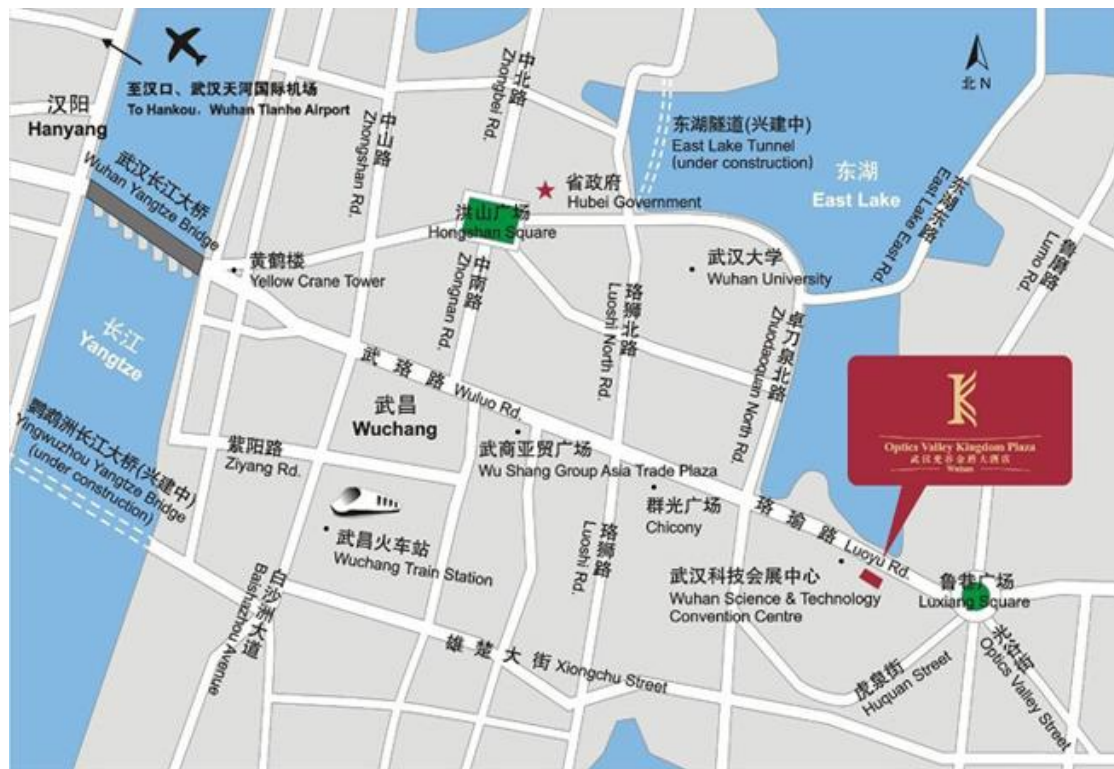 至汉口、武汉天河国际机场
To Hankou、Wuhan Tianhe Airport
汉阳
Hanyang
武汉长江大桥
Wuhan Yangtze Bridge
中山路
Zhongshan Rd.
中北路
Zhongbei Rd.
北 N
东湖隧道(兴建中)
East Lake Tunnel
(under construction)
省政府
Hubei Government
东湖
East Lake
东湖东路
East Lake East Rd.
鲁磨路
Lumo Rd.
洪山广场
Hongshan Square
黄鹤楼
Yellow Crane Tower
中南路
Zhongnan Rd.
武汉大学
Wuhan University
珞狮北路
Luoshi North Rd.
卓刀泉北路
Zhuodaoquan North Rd.
长江
Yangtze
武珞路 Wuluo Rd.
武昌
Wuchang
Optics Valley Kingdom Plaza
武汉光谷金盾大酒店
Wuhan
鹦鹉洲长江大桥(兴建中)
Yingwuzhou Yangtze Bridge
(under construction)
紫阳路
Ziyang Rd.
武商亚贸广场
Wu Shang Group Asia Trade Plaza
群光广场
Chicony
珞瑜路 Luoyu Rd.
武昌火车站
Wuchang Train Station
珞狮路
Luoshi Rd.
武汉科技会展中心
Wuhan Science & Technology
Convention Centre
鲁巷广场
Luxiang Square
白沙洲大道
Baishazhou Avenue
雄楚大街 Xiongchu Street
虎泉街
Huquan Street
光谷街
Optics Valley Street